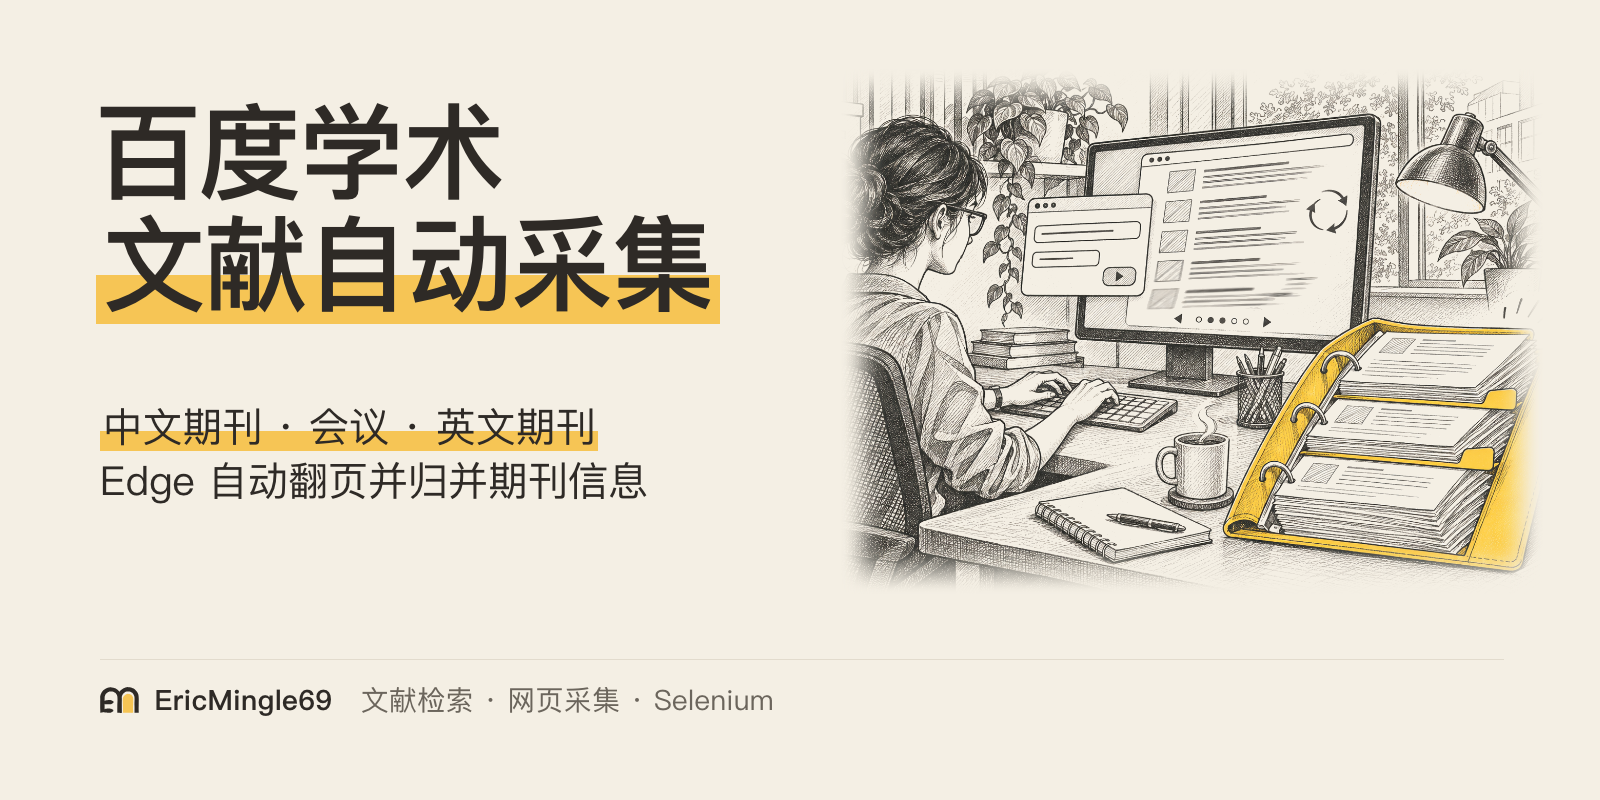 百度学术
文献自动采集
中文期刊 · 会议 · 英文期刊
Edge 自动翻页并归并期刊信息
EricMingle69 文献检索 · 网页采集 · Selenium